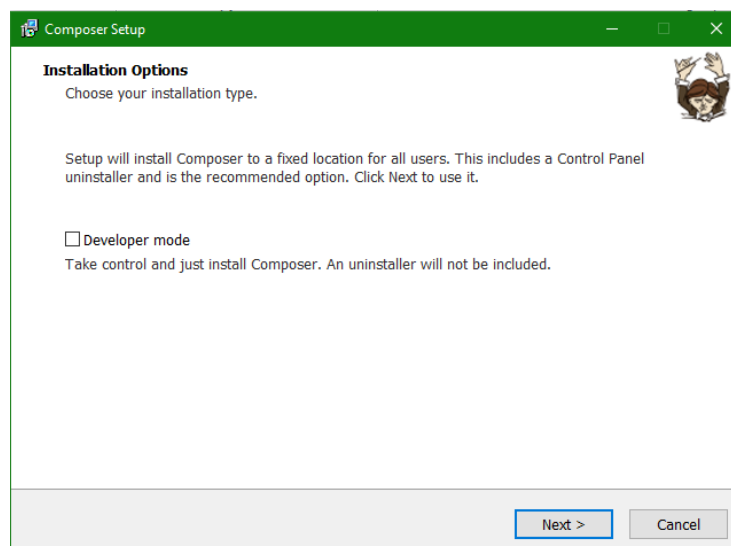 Composer Setup
Installation Options
Choose your installation type.
Setup will install Composer to a fixed location for all users. This includes a Control Panel
uninstaller and is the recommended option. Click Next to use it.
Developer mode
Take control and just install Composer. An uninstaller will not be included.
Next >
Cancel